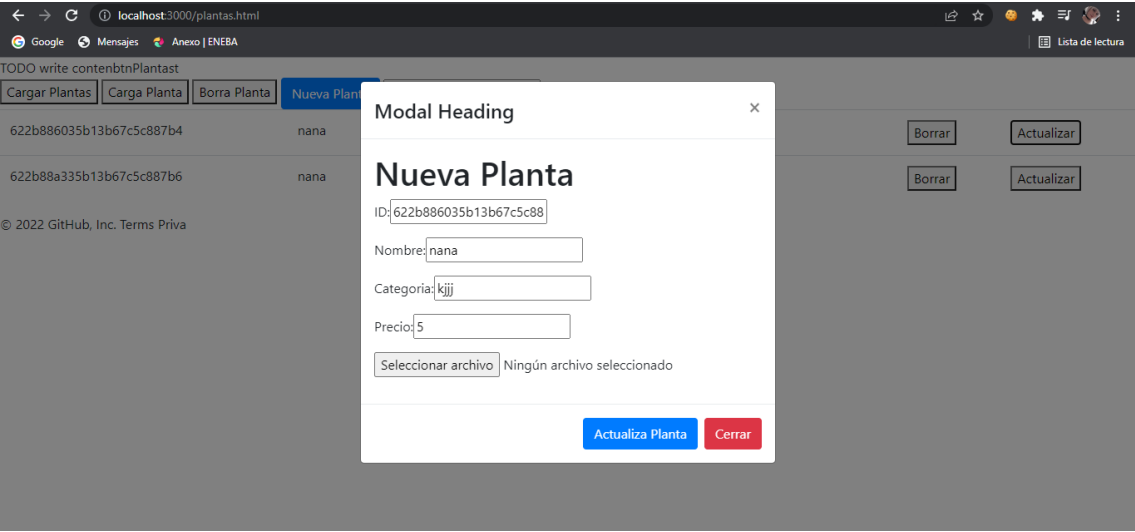 localhost:3000/plantas.html
Google Mensajes Anexo | ENEBA Lista de lectura
TODO write contenbtnPlantast
Cargar Plantas Carga Planta Borra Planta Nueva Plant
Modal Heading ×
622b886035b13b67c5c887b4 nana Borrar Actualizar
622b88a335b13b67c5c887b6 nana Borrar Actualizar
© 2022 GitHub, Inc. Terms Priva
Nueva Planta
ID: 622b886035b13b67c5c88
Nombre: nana
Categoria: kjjj
Precio: 5
Seleccionar archivo Ningún archivo seleccionado
Actualiza Planta Cerrar